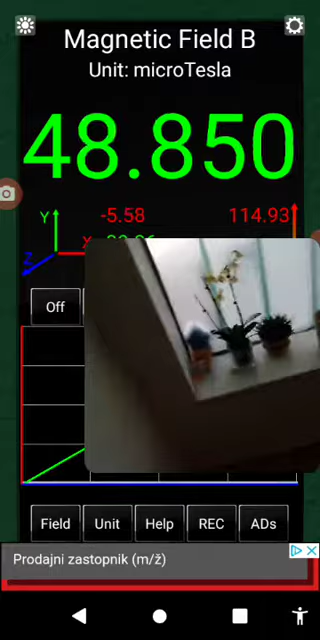 Magnetic Field B
Unit: microTesla
48.850
Y -5.58 114.93
Z
Off
Field Unit Help REC ADs
Prodajni zastopnik (m/ž)